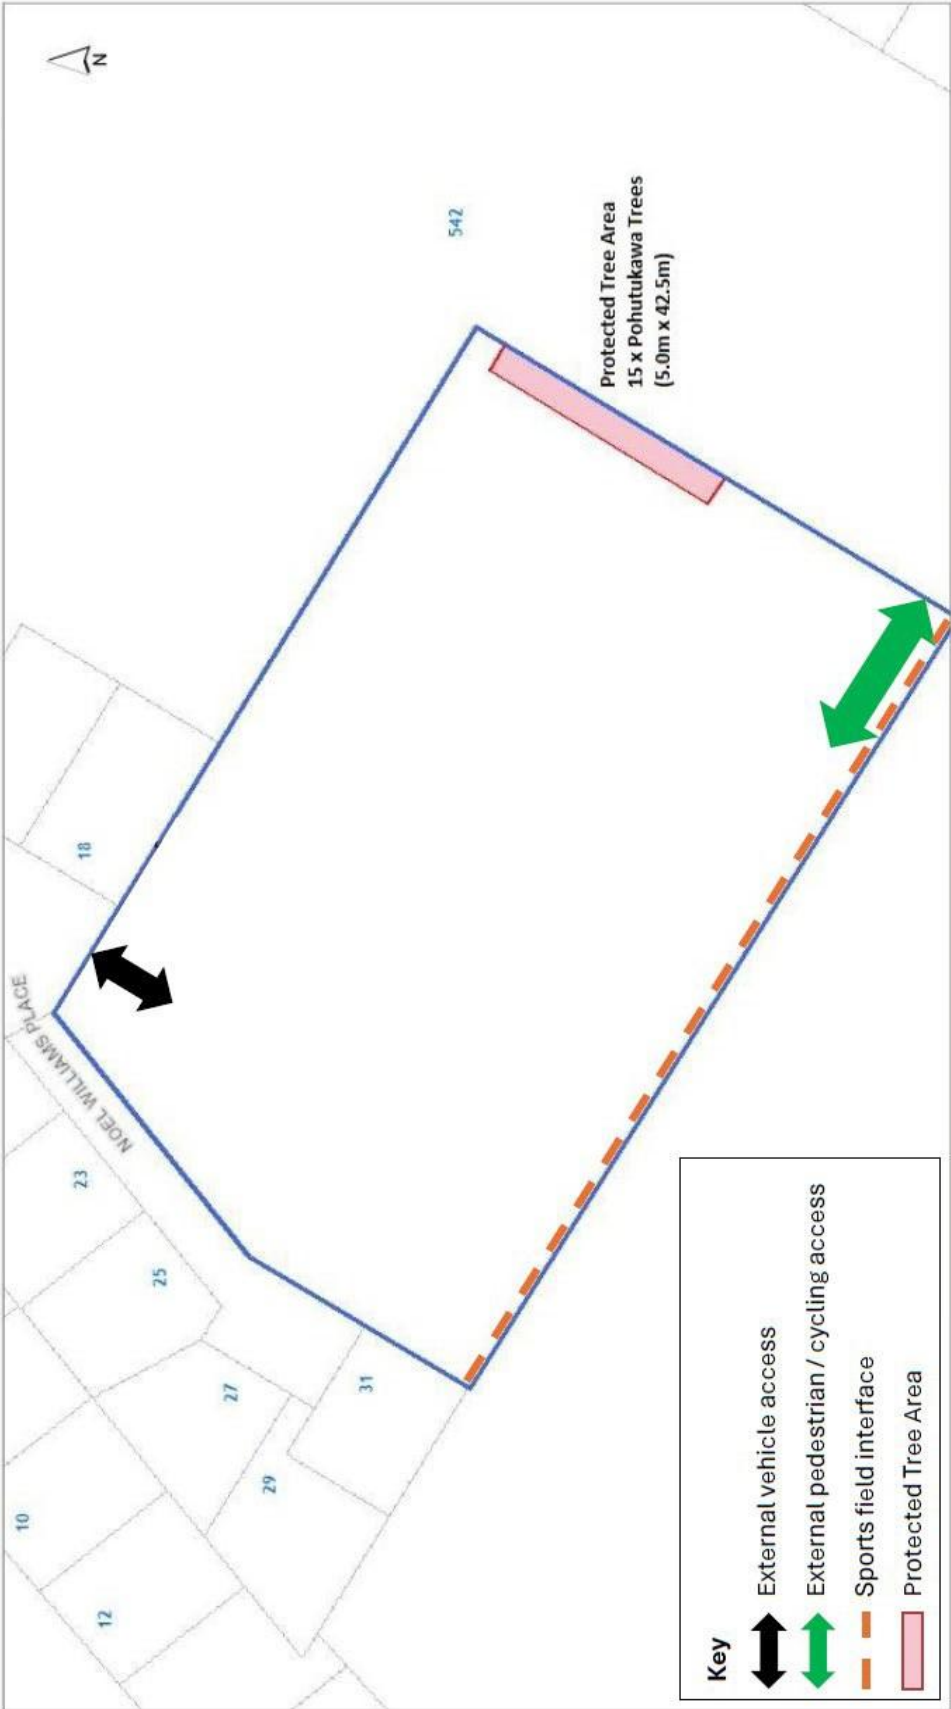 N
542
Protected Tree Area
15 x Pohutukawa Trees
(5.0m x 42.5m)
18
NOEL WILLIAMS PLACE
23
25
27
31
29
10
12
Key
External vehicle access
External pedestrian / cycling access
Sports field interface
Protected Tree Area